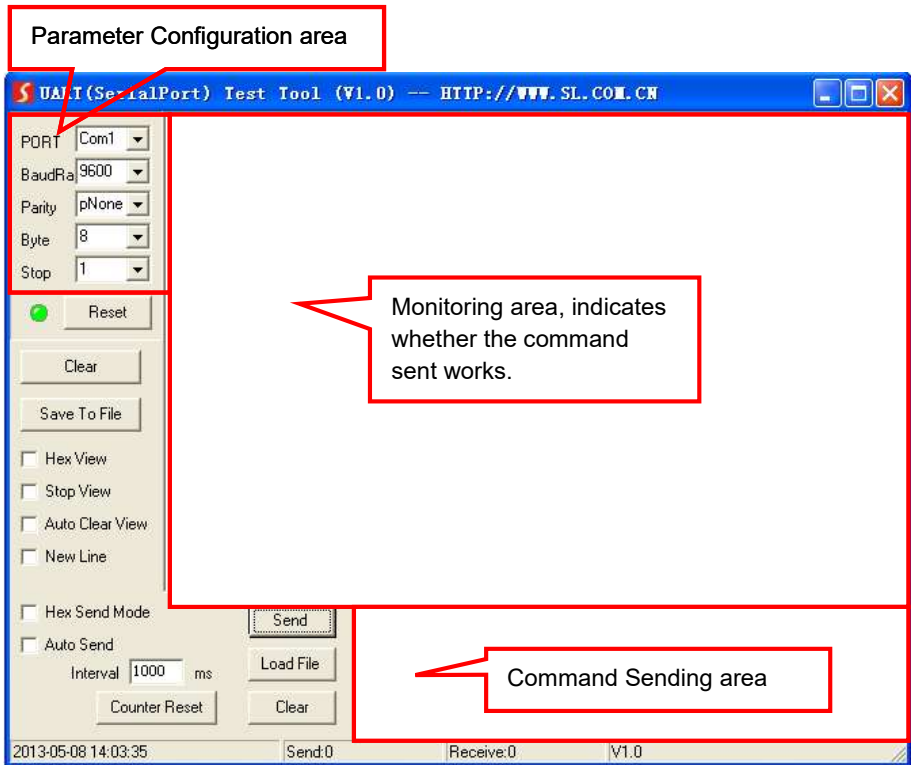 Parameter Configuration area
UART(SerialPort) Test Tool (V1.0) -- HTTP://WWW.SL.COM.CN
PORT Com1
BaudRa 9600
Parity pNone
Byte 8
Stop 1
Reset
Monitoring area, indicates
whether the command
sent works.
Clear
Save To File
Hex View
Stop View
Auto Clear View
New Line
Hex Send Mode
Send
Auto Send
Interval 1000 ms
Load File
Command Sending area
Counter Reset
Clear
2013-05-08 14:03:35 Send:0 Receive:0 V1.0